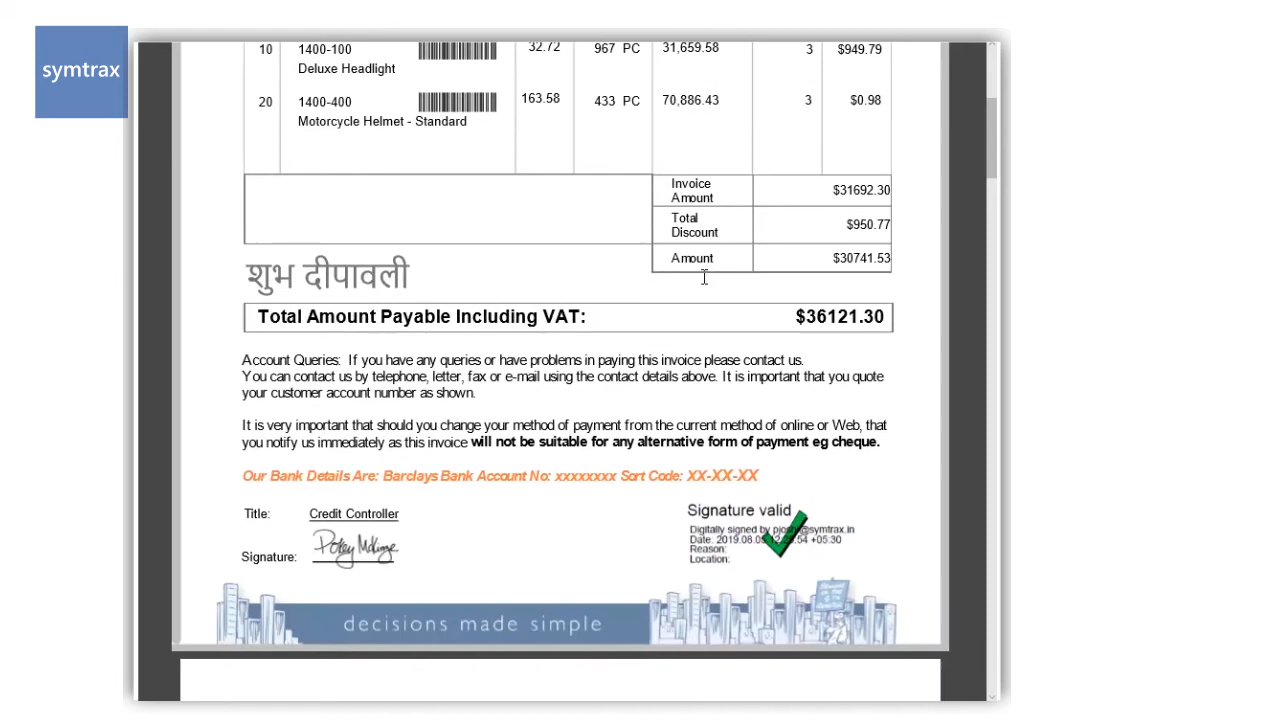 symtrax
10 1400-100 32.72 967 PC 31,659.58 3 $949.79
Deluxe Headlight
20 1400-400 163.58 433 PC 70,886.43 3 $0.98
Motorcycle Helmet - Standard
Invoice
Amount $31692.30
Total
Discount $950.77
Amount $30741.53
शुभ दीपावली
Total Amount Payable Including VAT: $36121.30
Account Queries: If you have any queries or have problems in paying this invoice please contact us.
You can contact us by telephone, letter, fax or e-mail using the contact details above. It is important that you quote
your customer account number as shown.
It is very important that should you change your method of payment from the current method of online or Web, that
you notify us immediately as this invoice will not be suitable for any alternative form of payment eg cheque.
Our Bank Details Are: Barclays Bank Account No: xxxxxxxx Sort Code: XX-XX-XX
Title: Credit Controller
Signature:
Signature valid
Digitally signed by
Date:
+05:30
Reason:
Location:
decisions made simple